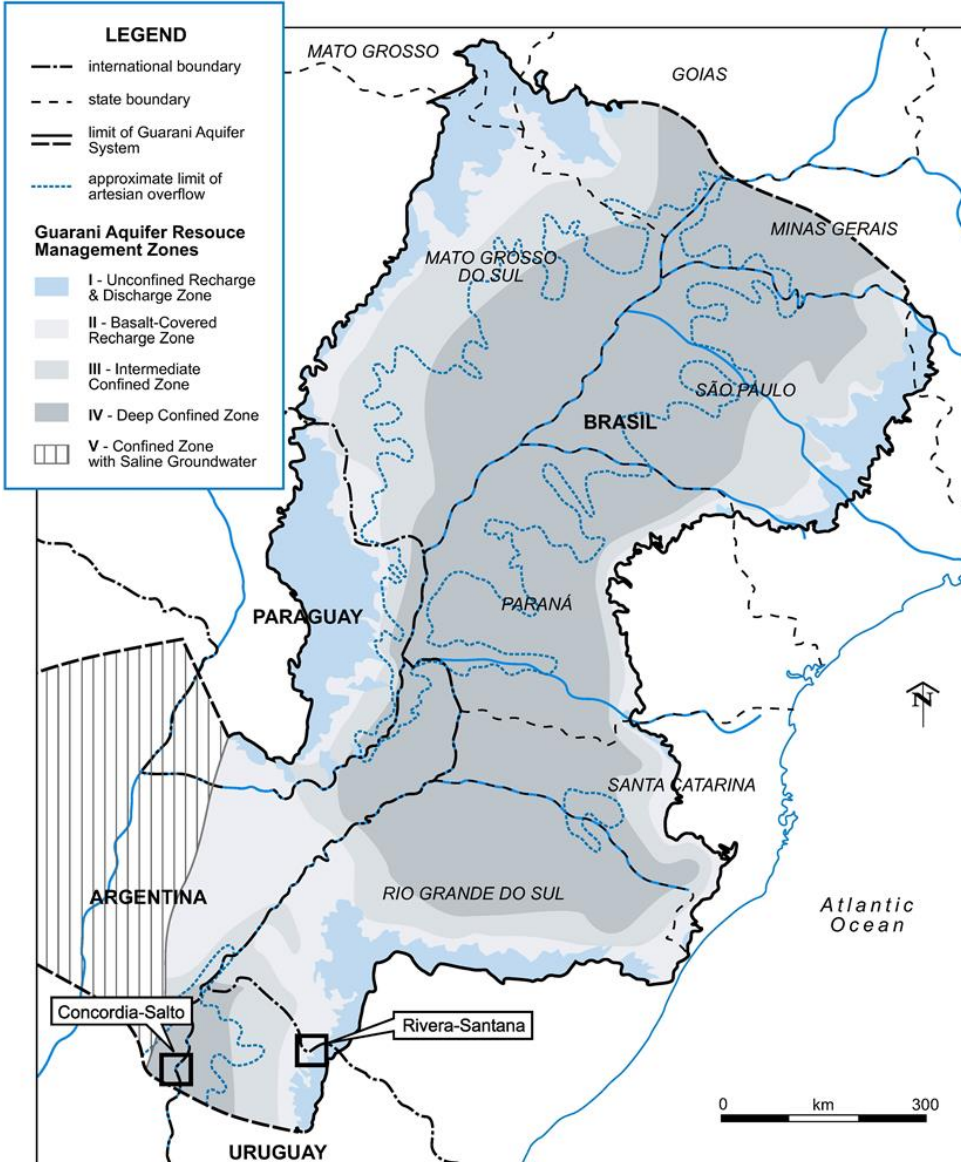 LEGEND
international boundary
state boundary
limit of Guarani Aquifer
System
approximate limit of
artesian overflow
Guarani Aquifer Resouce
Management Zones
I - Unconfined Recharge
& Discharge Zone
II - Basalt-Covered
Recharge Zone
III - Intermediate
Confined Zone
IV - Deep Confined Zone
V - Confined Zone
with Saline Groundwater
MATO GROSSO
GOIAS
MINAS GERAIS
MATO GROSSO
DO SUL
SÃO PAULO
BRASIL
PARAGUAY
PARANÁ
N
SANTA CATARINA
ARGENTINA
RIO GRANDE DO SUL
Atlantic
Ocean
Concordia-Salto
Rivera-Santana
0 km 300
URUGUAY